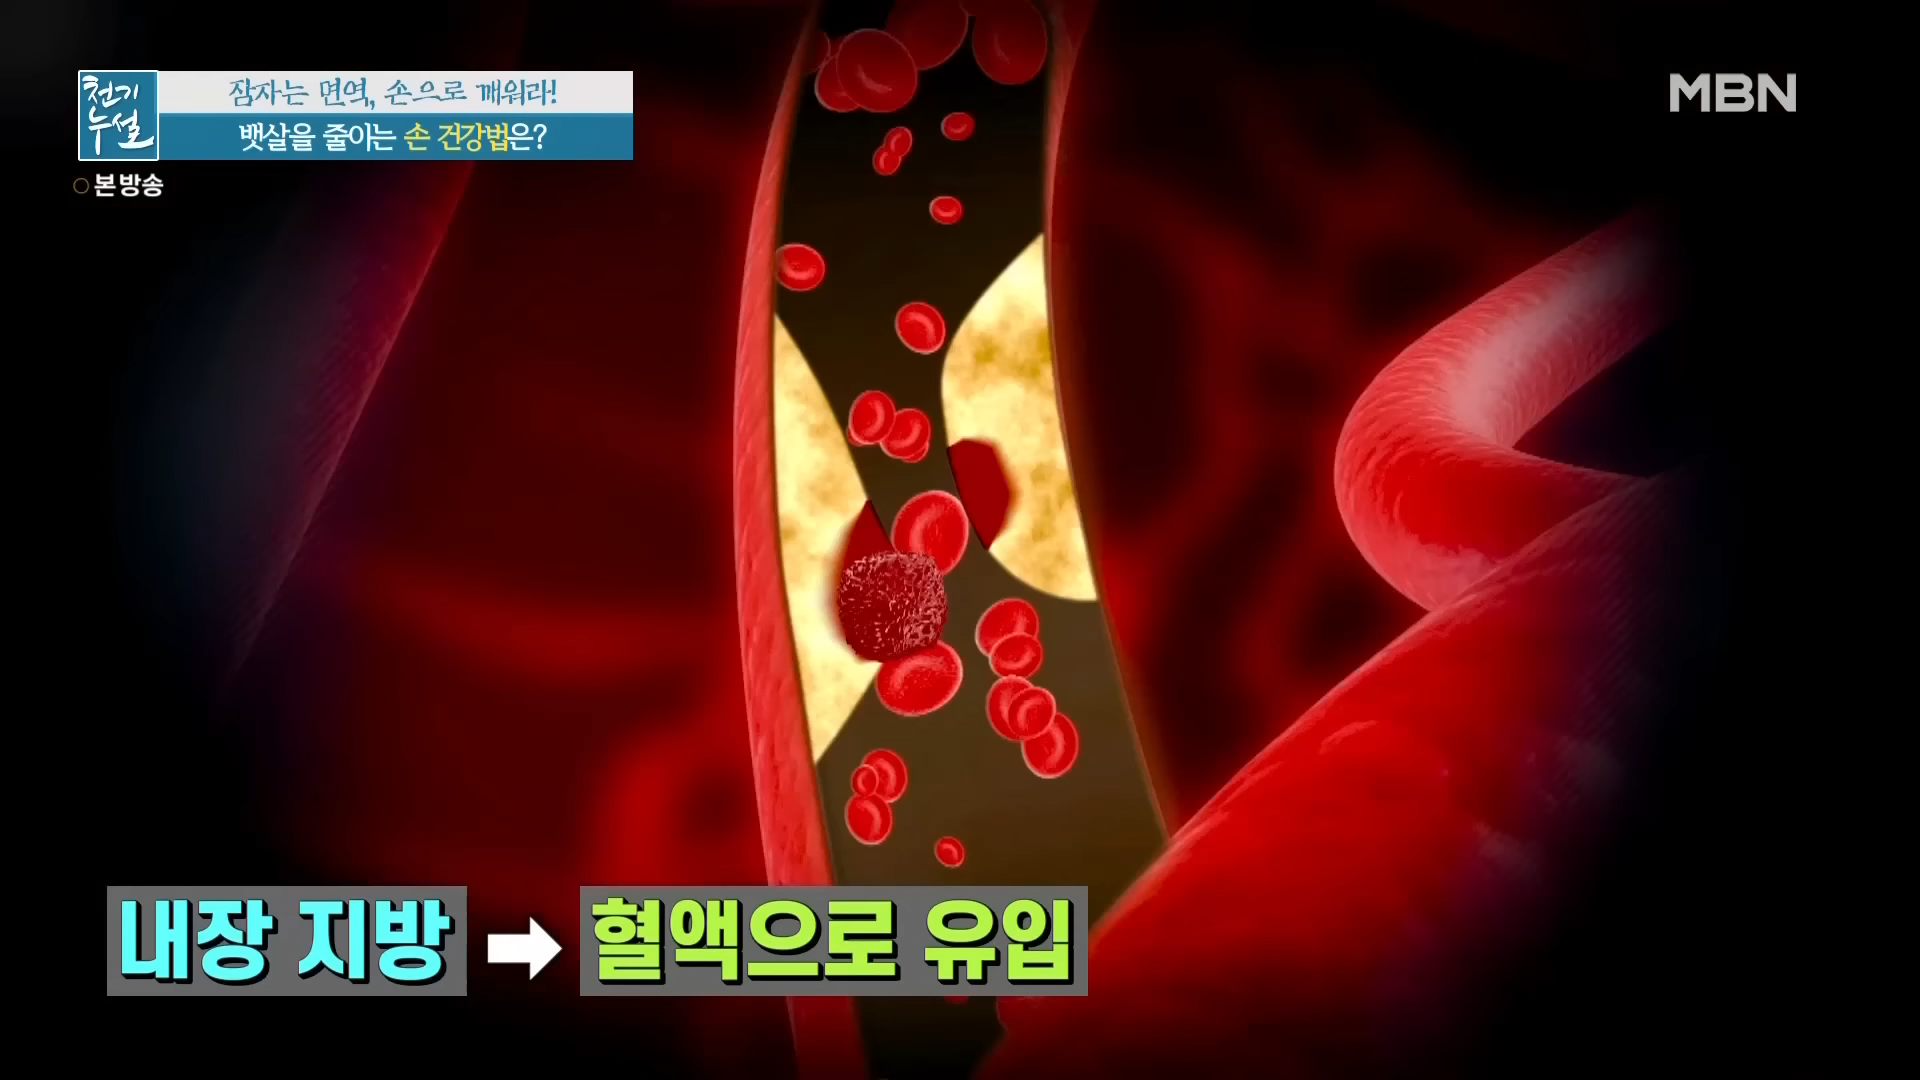 천기누설
잠자는 면역, 손으로 깨워라!
뱃살을 줄이는 손 건강법은?
본방송
MBN
내장 지방 → 혈액으로 유입